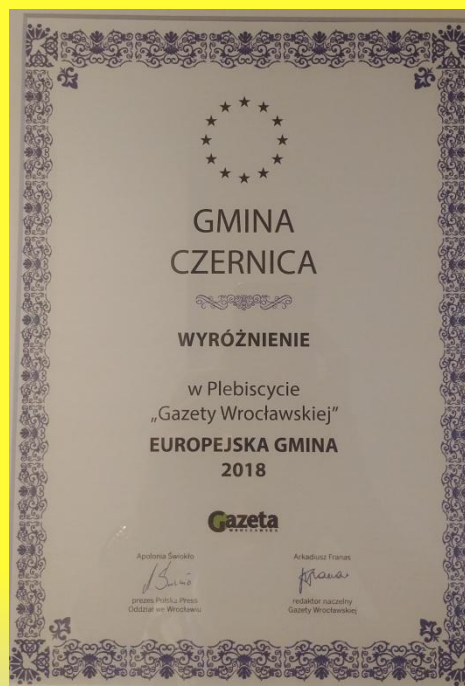 GMINA
CZERNICA
WYRÓŻNIENIE
w Plebiscycie
„Gazety Wrocławskiej”
EUROPEJSKA GMINA
2018
Gazeta
WROCŁAWSKA
Apolonia Świokło
prezes Polska Press
Oddział we Wrocławiu
Arkadiusz Franas
redaktor naczelny
Gazety Wrocławskiej